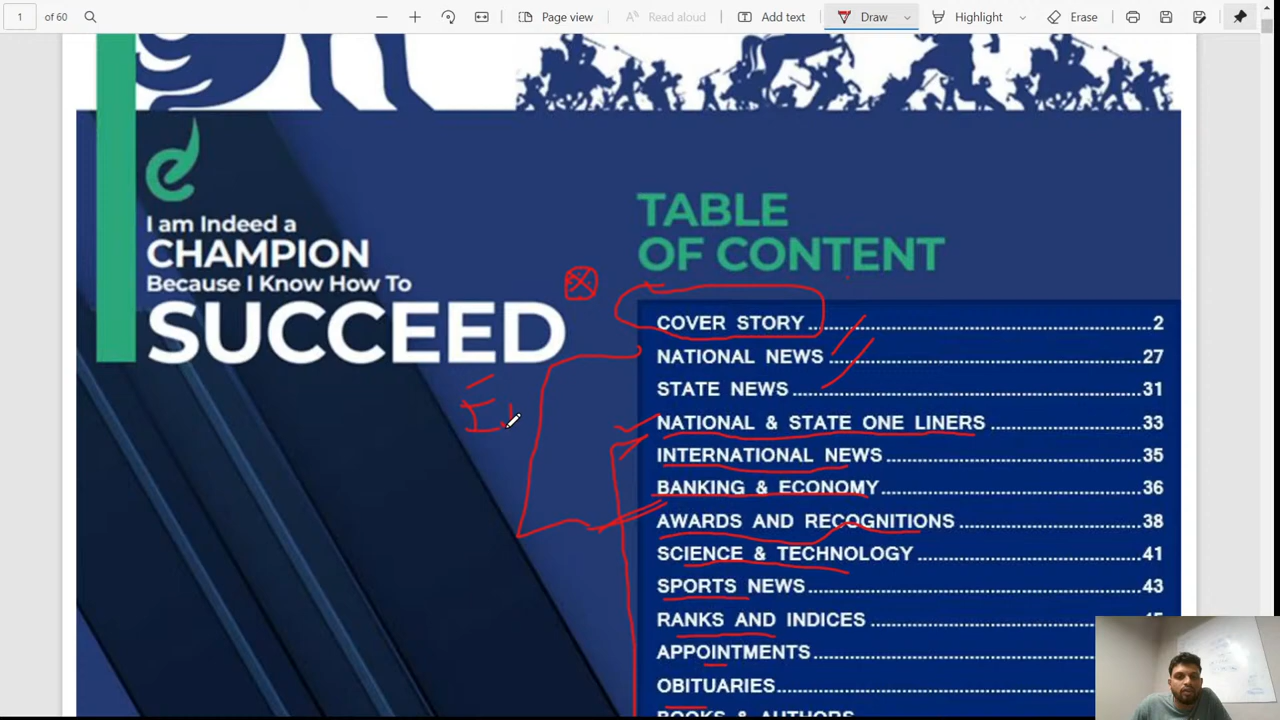 1 of 60
Page view
Read aloud
Add text
Draw
Highlight
Erase
I am Indeed a
CHAMPION
Because I Know How To
SUCCEED
TABLE
OF CONTENT
COVER STORY ... 2
NATIONAL NEWS ... 27
STATE NEWS ... 31
NATIONAL & STATE ONE LINERS ... 33
INTERNATIONAL NEWS ... 35
BANKING & ECONOMY ... 36
AWARDS AND RECOGNITIONS ... 38
SCIENCE & TECHNOLOGY ... 41
SPORTS NEWS ... 43
RANKS AND INDICES ...
APPOINTMENTS ...
OBITUARIES ...
BOOKS & AUTHORS